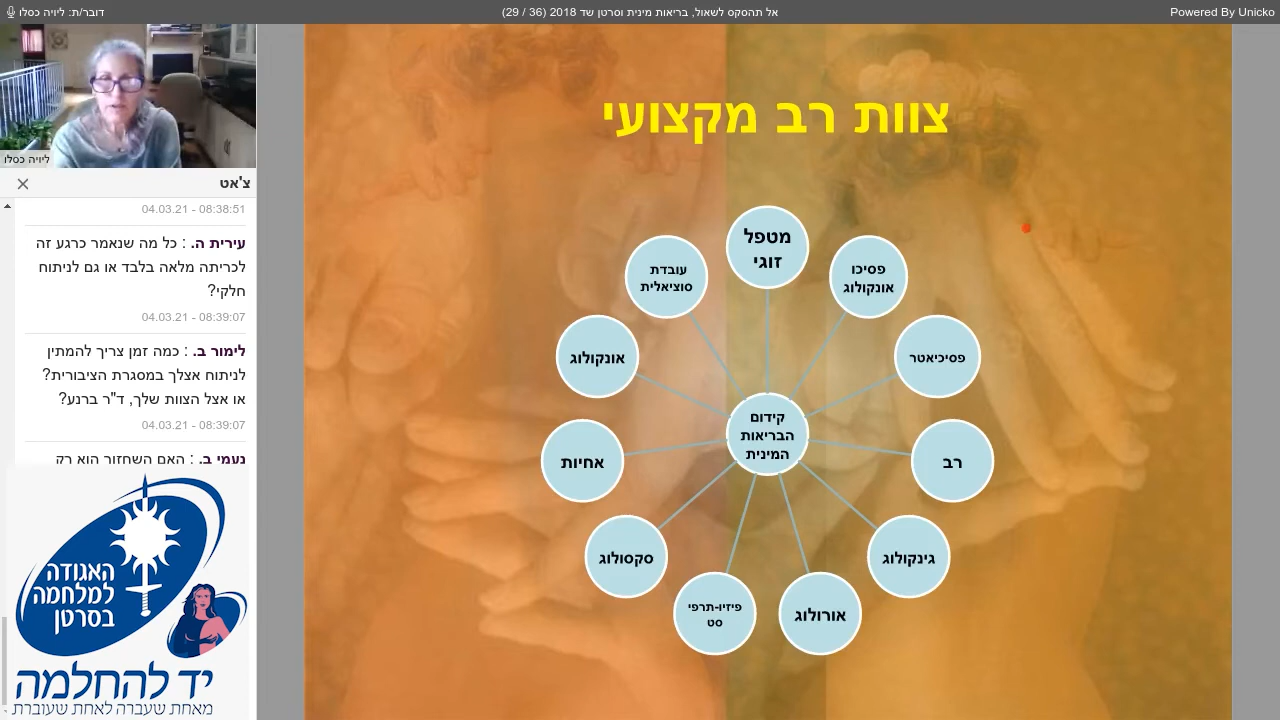 דובר/ת: ליויה כסלו
אל תהססו לשאול, בריאות מינית וסרטן שד 2018 (36 / 29)
Powered By Unicko
ליויה כסלו
צ'אט
04.03.21 - 08:38:51
עירית ה. : כל מה שנאמר כרגע זה
לכריתה מלאה בלבד או גם לניתוח
חלקי?
04.03.21 - 08:39:07
לימור ב. : כמה זמן צריך להמתין
לניתוח אצלך במסגרת הציבורית?
או אצל הצוות שלך, ד"ר ברנע?
04.03.21 - 08:39:07
נעמי ב. : האם השחזור הוא רק
האגודה
למלחמה
בסרטן
יד להחלמה
מאחת שעברה לאחת שעוברת
צוות רב מקצועי
מטפל
זוגי
פסיכו
אונקולוג
פסיכיאטר
רב
גינקולוג
אורולוג
פיזיו-תרפי
סט
סקסולוג
אחיות
אונקולוג
עובדת
סוציאלית
קידום
הבריאות
המינית